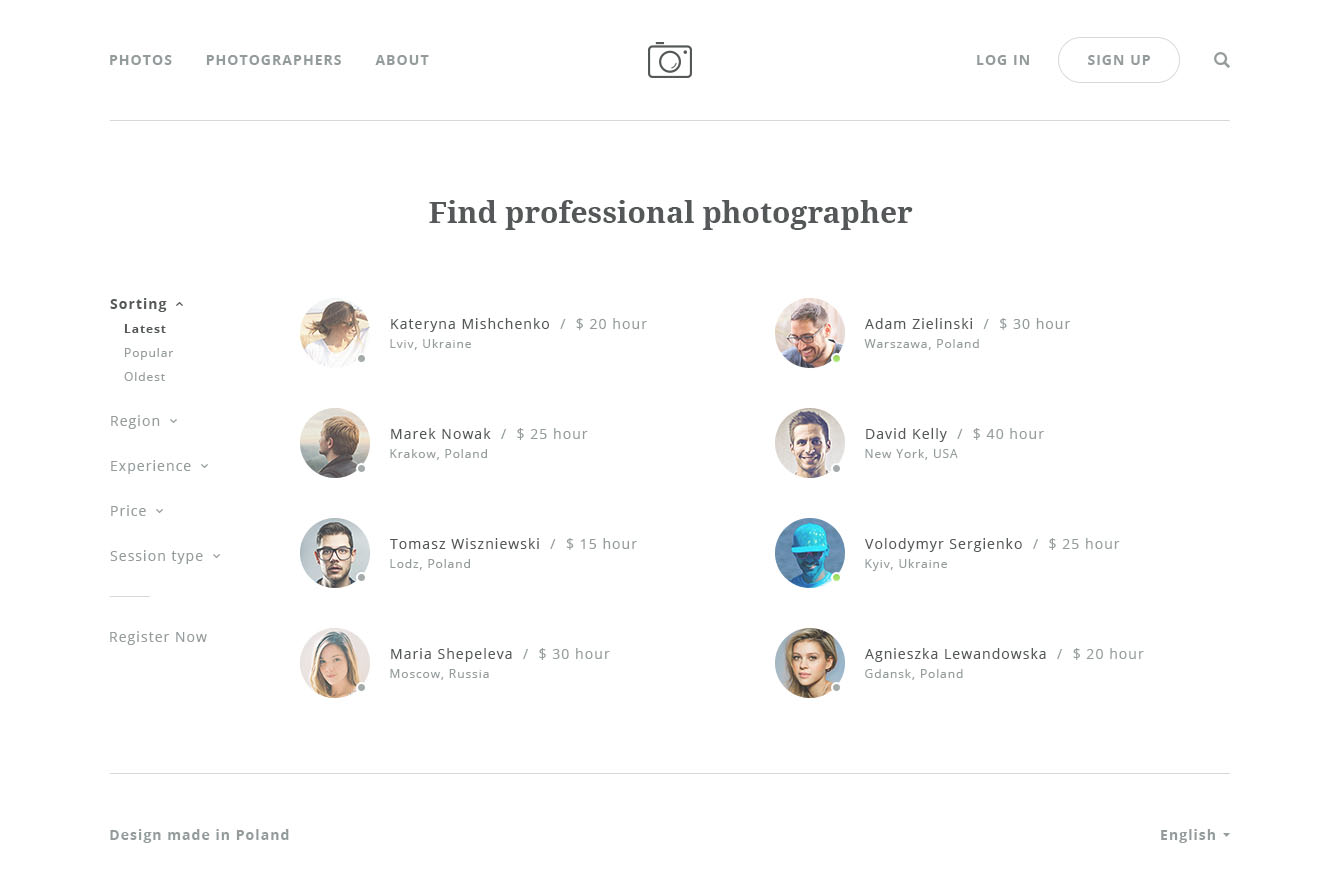 PHOTOS PHOTOGRAPHERS ABOUT LOG IN SIGN UP
Find professional photographer
Sorting
Latest
Popular
Oldest
Region
Experience
Price
Session type
Register Now
Kateryna Mishchenko / $ 20 hour
Lviv, Ukraine
Adam Zielinski / $ 30 hour
Warszawa, Poland
Marek Nowak / $ 25 hour
Krakow, Poland
David Kelly / $ 40 hour
New York, USA
Tomasz Wiszniewski / $ 15 hour
Lodz, Poland
Volodymyr Sergienko / $ 25 hour
Kyiv, Ukraine
Maria Shepeleva / $ 30 hour
Moscow, Russia
Agnieszka Lewandowska / $ 20 hour
Gdansk, Poland
Design made in Poland
English